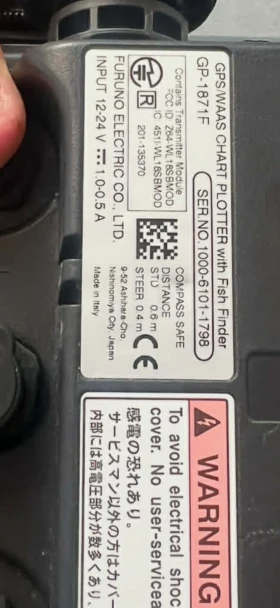 GPS/WAAS CHART PLOTTER with Fish Finder
GP-1871F
SER.NO.1000-6101-1798
Contains Transmitter Module
FCC ID: Z64-WL18SBMOD
IC: 451I-WL18SBMOD
R
201-135370
COMPASS SAFE
DISTANCE
STD 0.6 m
STEER 0.4 m
CE
FURUNO ELECTRIC CO., LTD.
INPUT 12-24 V ⎓ 1.0-0.5 A
9-52 Ashihara-Cho,
Nishinomiya City, Japan
Made in Italy
WARNING
To avoid electrical shoc
cover. No user-servicea
感電の恐れあり。
サービスマン以外の方はカバー
内部には高電圧部分が数多くあり、